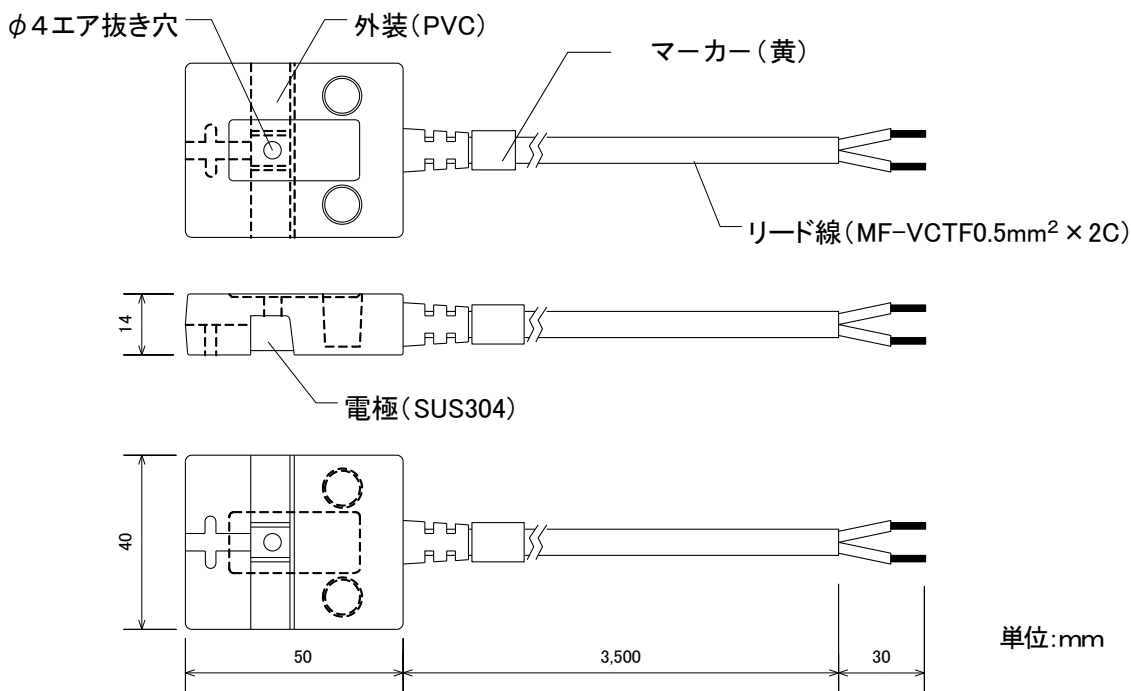 φ4エア抜き穴
外装(PVC)
マーカー(黄)
リード線(MF-VCTF0.5mm²×2C)
14
電極(SUS304)
40
50
3,500
30
単位:mm